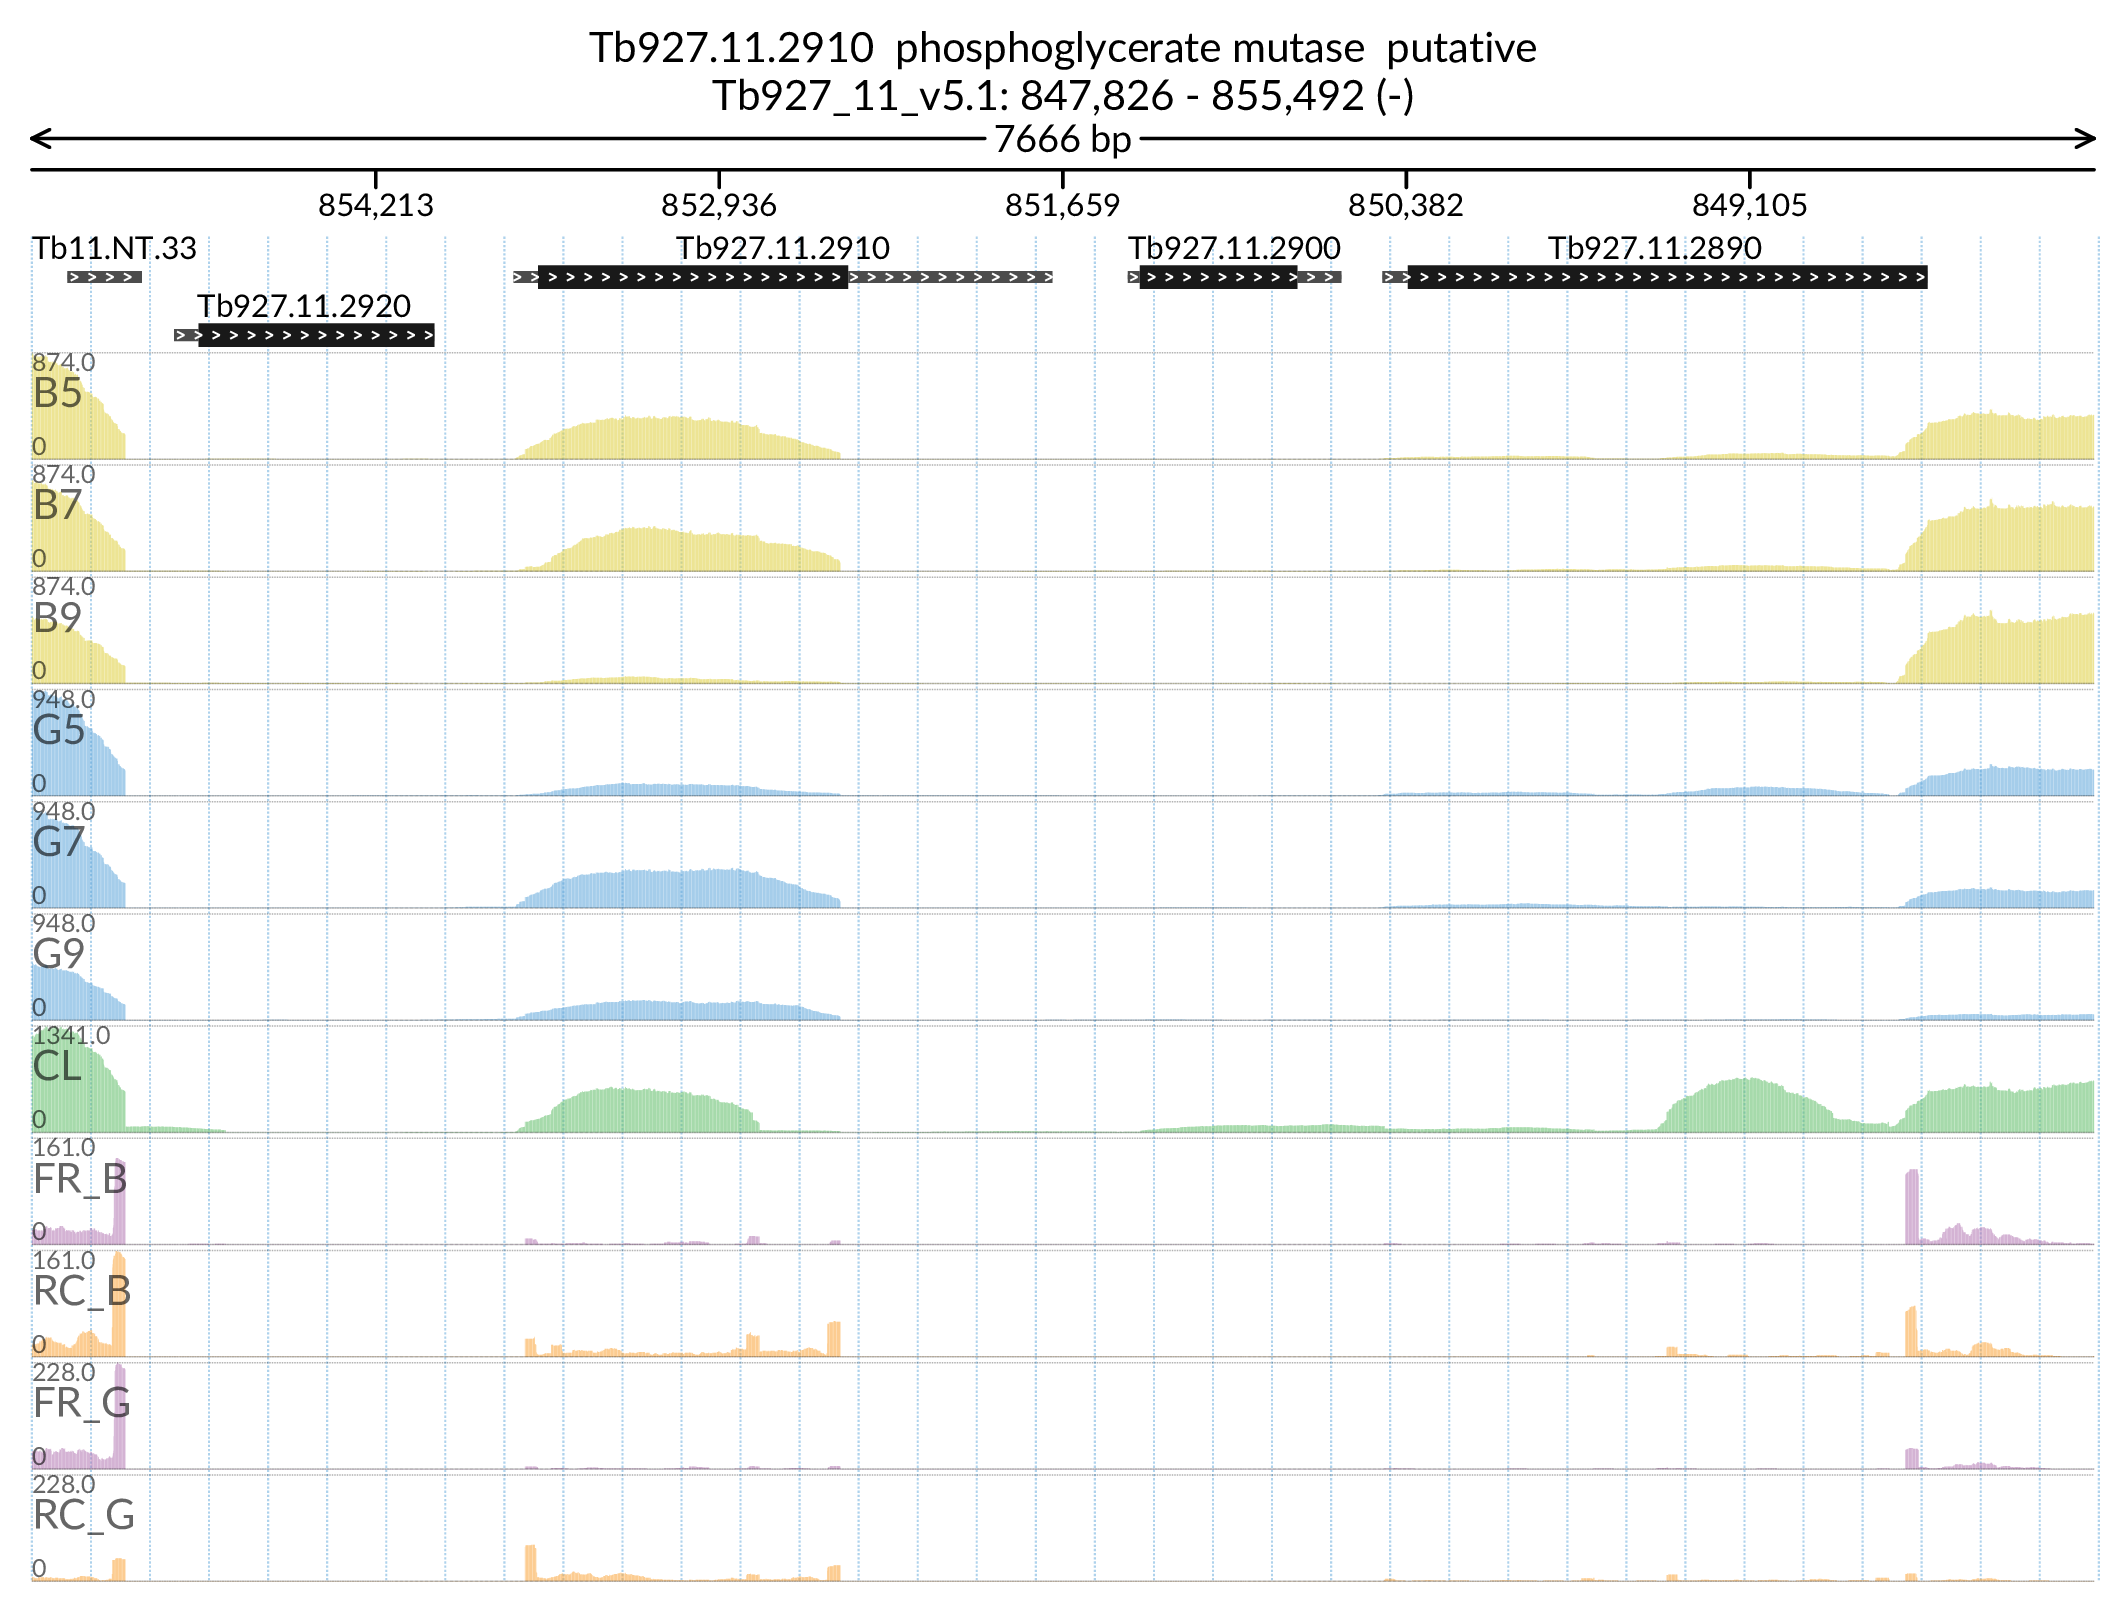 Tb927.11.2910 phosphoglycerate mutase putative
Tb927_11_v5.1: 847,826 - 855,492 (-)
7666 bp
854,213 852,936 851,659 850,382 849,105
Tb11.NT.33 Tb927.11.2910 Tb927.11.2900 Tb927.11.2890
Tb927.11.2920
874.0
B5
0
874.0
B7
0
874.0
B9
0
948.0
G5
0
948.0
G7
0
948.0
G9
0
1341.0
CL
0
161.0
FR_B
0
161.0
RC_B
0
228.0
FR_G
0
228.0
RC_G
0